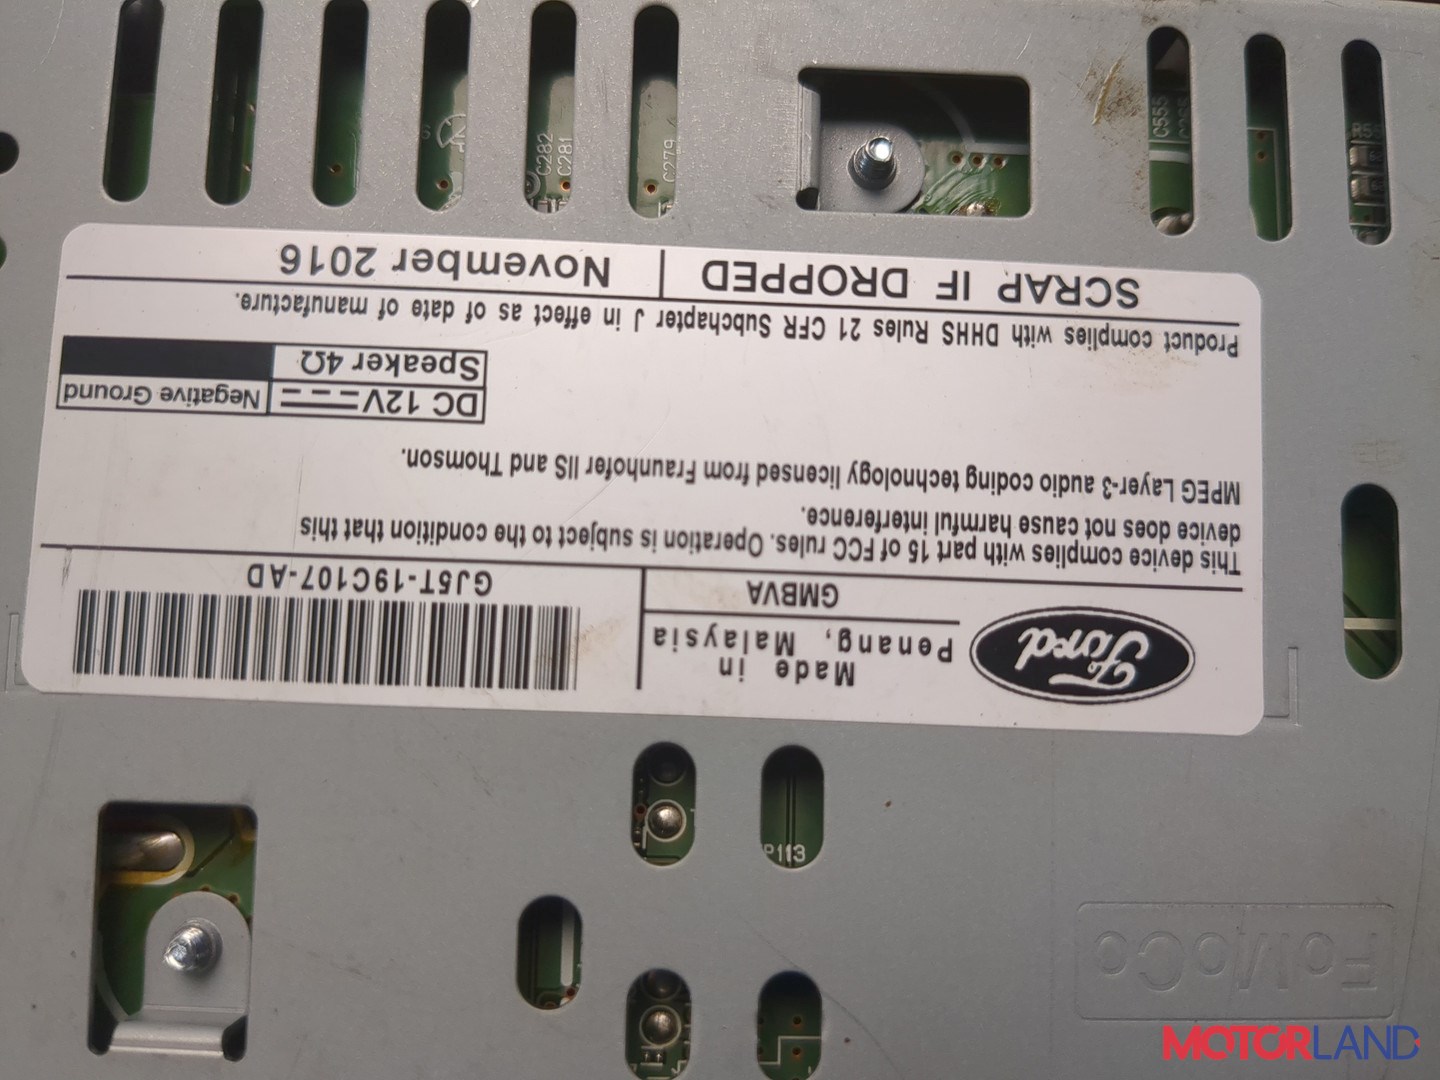 Ford
Made in
Penang, Malaysia
GMBVA
GJ5T-19C107-AD
This device complies with part 15 of FCC rules. Operation is subject to the condition that this
device does not cause harmful interference.
MPEG Layer-3 audio coding technology licensed from Fraunhofer IIS and Thomson.
DC 12V
Negative Ground
Speaker 4Ω
Product complies with DHHS Rules 21 CFR Subchapter J in effect as of date of manufacture.
SCRAP IF DROPPED
November 2016
FoMoCo
C282
C281
C279
C555
P113
MOTORLAND